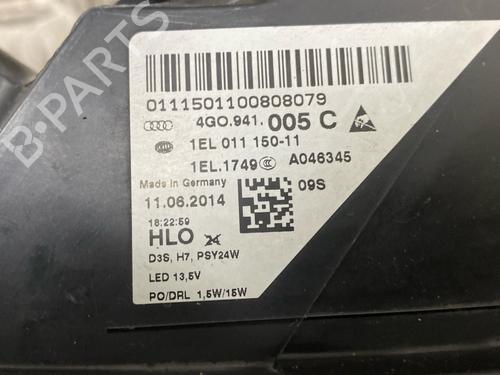 0111501100808079
4G0.941. 005 C
1EL 011 150-11
1EL.1749 A046345
Made in Germany
11.06.2014
09S
18:22:59
HLO
D3S, H7, PSY24W
LED 13,5V
PO/DRL 1,5W/15W
B-PARTS